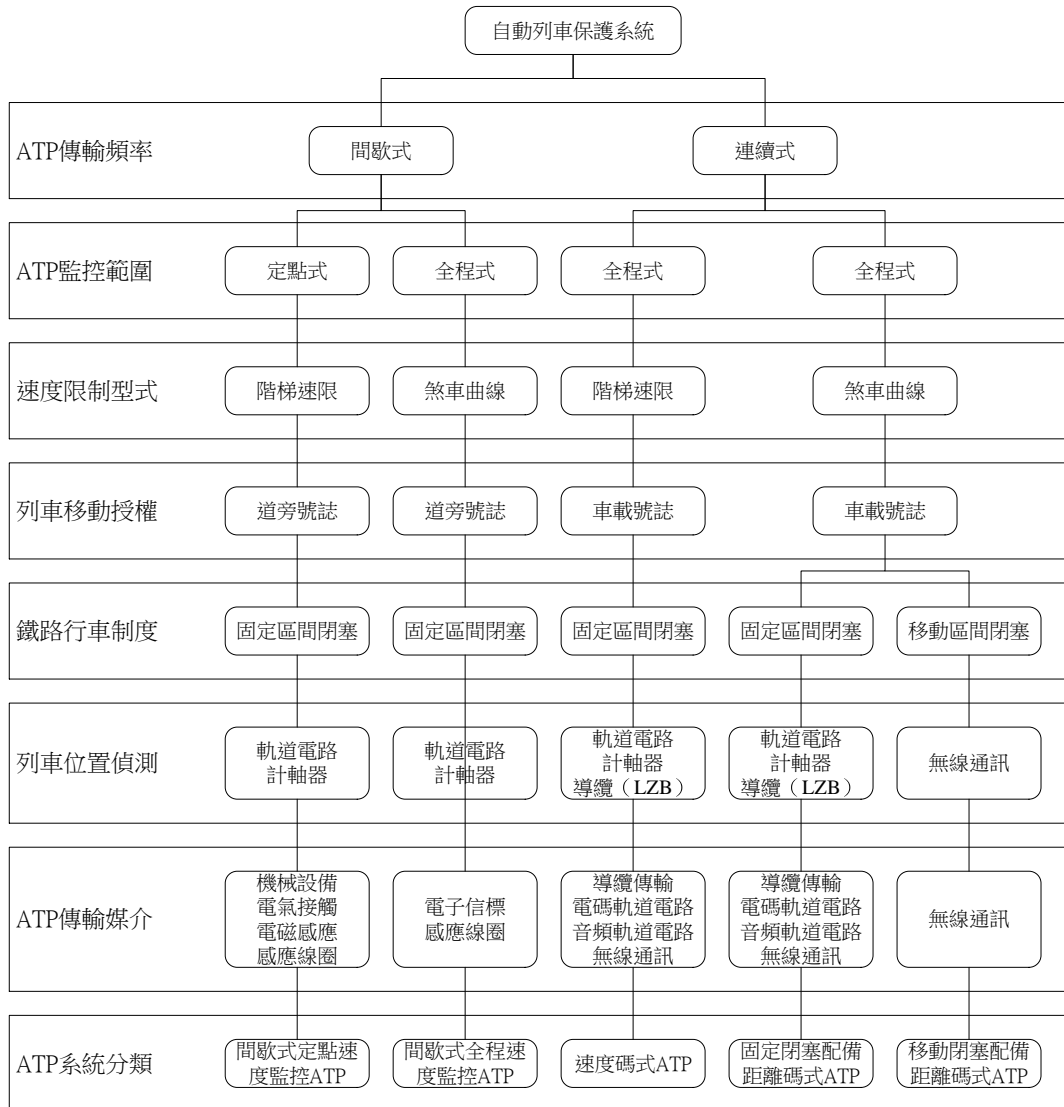 自動列車保護系統
ATP傳輸頻率
間歇式
連續式
ATP監控範圍
定點式
全程式
全程式
全程式
速度限制型式
階梯速限
煞車曲線
階梯速限
煞車曲線
列車移動授權
道旁號誌
道旁號誌
車載號誌
車載號誌
鐵路行車制度
固定區間閉塞
固定區間閉塞
固定區間閉塞
固定區間閉塞
移動區間閉塞
列車位置偵測
軌道電路
計軸器
軌道電路
計軸器
軌道電路
計軸器
導纜（LZB）
軌道電路
計軸器
導纜（LZB）
無線通訊
ATP傳輸媒介
機械設備
電氣接觸
電磁感應
感應線圈
電子信標
感應線圈
導纜傳輸
電碼軌道電路
音頻軌道電路
無線通訊
導纜傳輸
電碼軌道電路
音頻軌道電路
無線通訊
無線通訊
ATP系統分類
間歇式定點速
度監控ATP
間歇式全程速
度監控ATP
速度碼式ATP
固定閉塞配備
距離碼式ATP
移動閉塞配備
距離碼式ATP